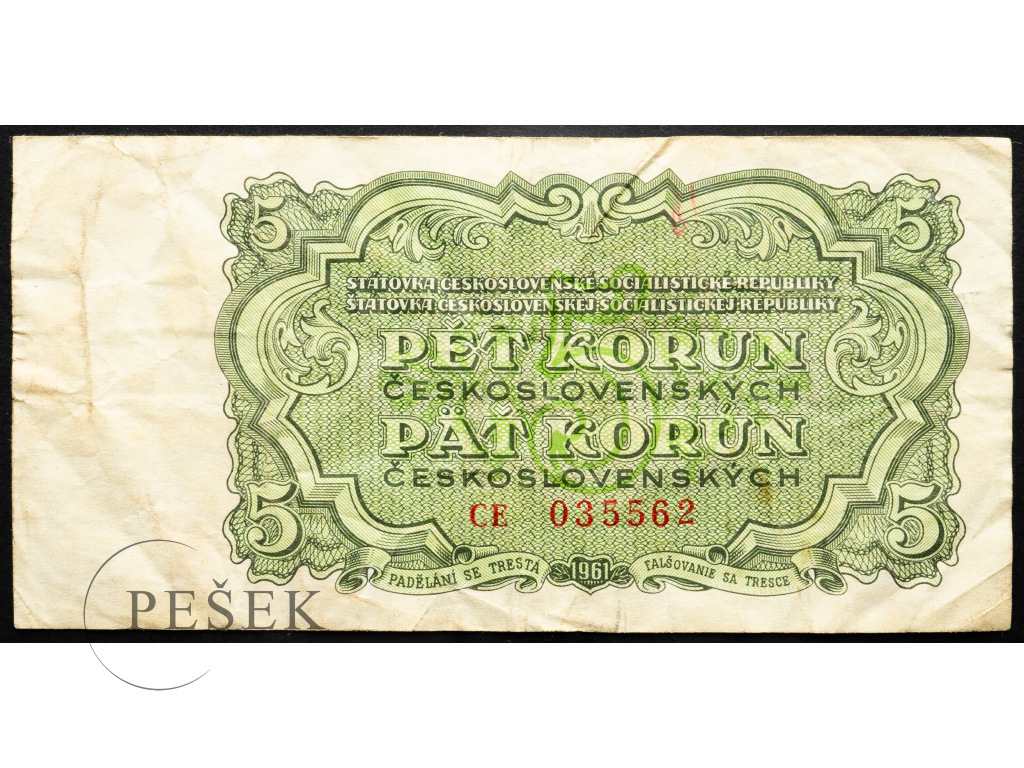 5 5
STÁTOVKA ČESKOSLOVENSKÉ SOCIALISTICKÉ REPUBLIKY
ŠTÁTOVKA ČESKOSLOVENSKEJ SOCIALISTICKEJ REPUBLIKY
PĚT KORUN
ČESKOSLOVENSKÝCH
PÄŤ KORÚN
ČESKOSLOVENSKÝCH
5 5
CE 035562
PADĚLÁNÍ SE TRESTÁ 1961 FALŠOVANIE SA TRESCE
PEŠEK